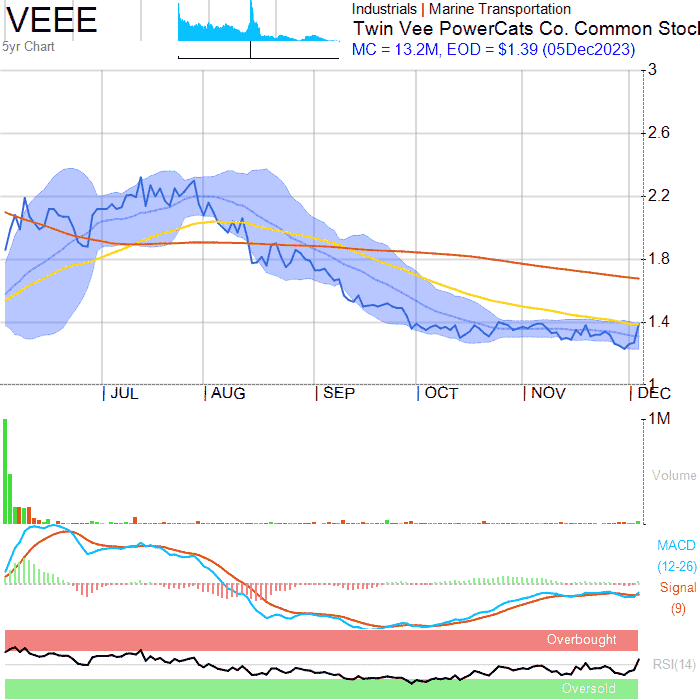 VEEE
5yr Chart
Industrials | Marine Transportation
Twin Vee PowerCats Co. Common Stoc
MC = 13.2M, EOD = $1.39 (05Dec2023)
3
2.6
2.2
1.8
1.4
1
JUL AUG SEP OCT NOV DEC
1M
Volume
MACD
(12-26)
Signal
(9)
Overbought
RSI(14)
Oversold